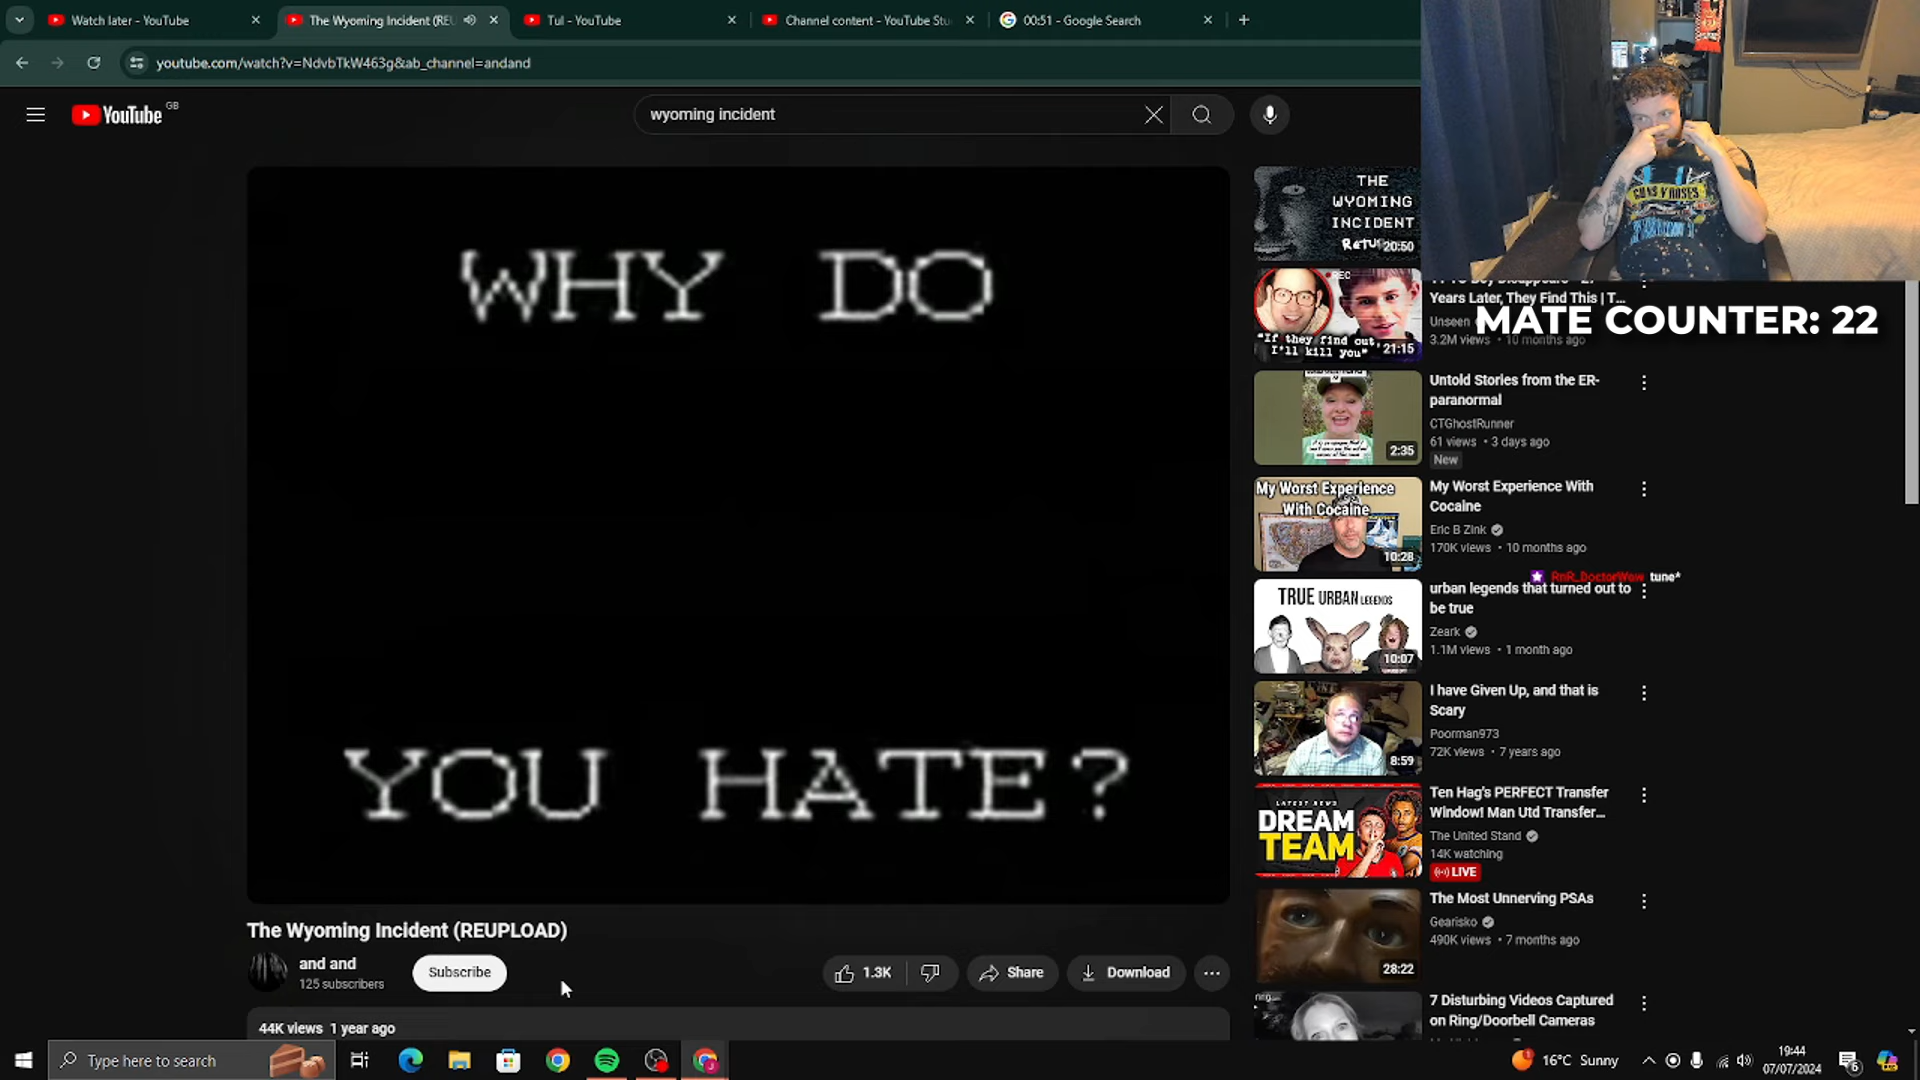 Watch later - YouTube
The Wyoming Incident (REU
Tul - YouTube
Channel content - YouTube Stu
00:51 - Google Search
youtube.com/watch?v=NdvbTkW463g&ab_channel=andand
YouTube GB
wyoming incident
WHY DO
YOU HATE?
THE
WYOMING
INCIDENT
20:50
REC
"If they find out,
I'll kill you"
21:15
Years Later, They Find This | T...
Unseen
3.2M views • 10 months ago
MATE COUNTER: 22
2:35
Untold Stories from the ER-
paranormal
CTGhostRunner
61 views • 3 days ago
New
My Worst Experience
With Cocaine
10:28
My Worst Experience With
Cocaine
Eric B Zink
170K views • 10 months ago
RnR_DoctorWow tune*
TRUE URBAN LEGENDS
10:07
urban legends that turned out to
be true
Zeark
1.1M views • 1 month ago
8:59
I have Given Up, and that is
Scary
Poorman973
72K views • 7 years ago
LATEST NEWS
DREAM
TEAM
Ten Hag's PERFECT Transfer
Window! Man Utd Transfer...
The United Stand
14K watching
LIVE
28:22
The Most Unnerving PSAs
Gearisko
490K views • 7 months ago
7 Disturbing Videos Captured
on Ring/Doorbell Cameras
The Wyoming Incident (REUPLOAD)
and and
125 subscribers
Subscribe
1.3K
Share
Download
44K views 1 year ago
Type here to search
16°C Sunny
19:44
07/07/2024
6